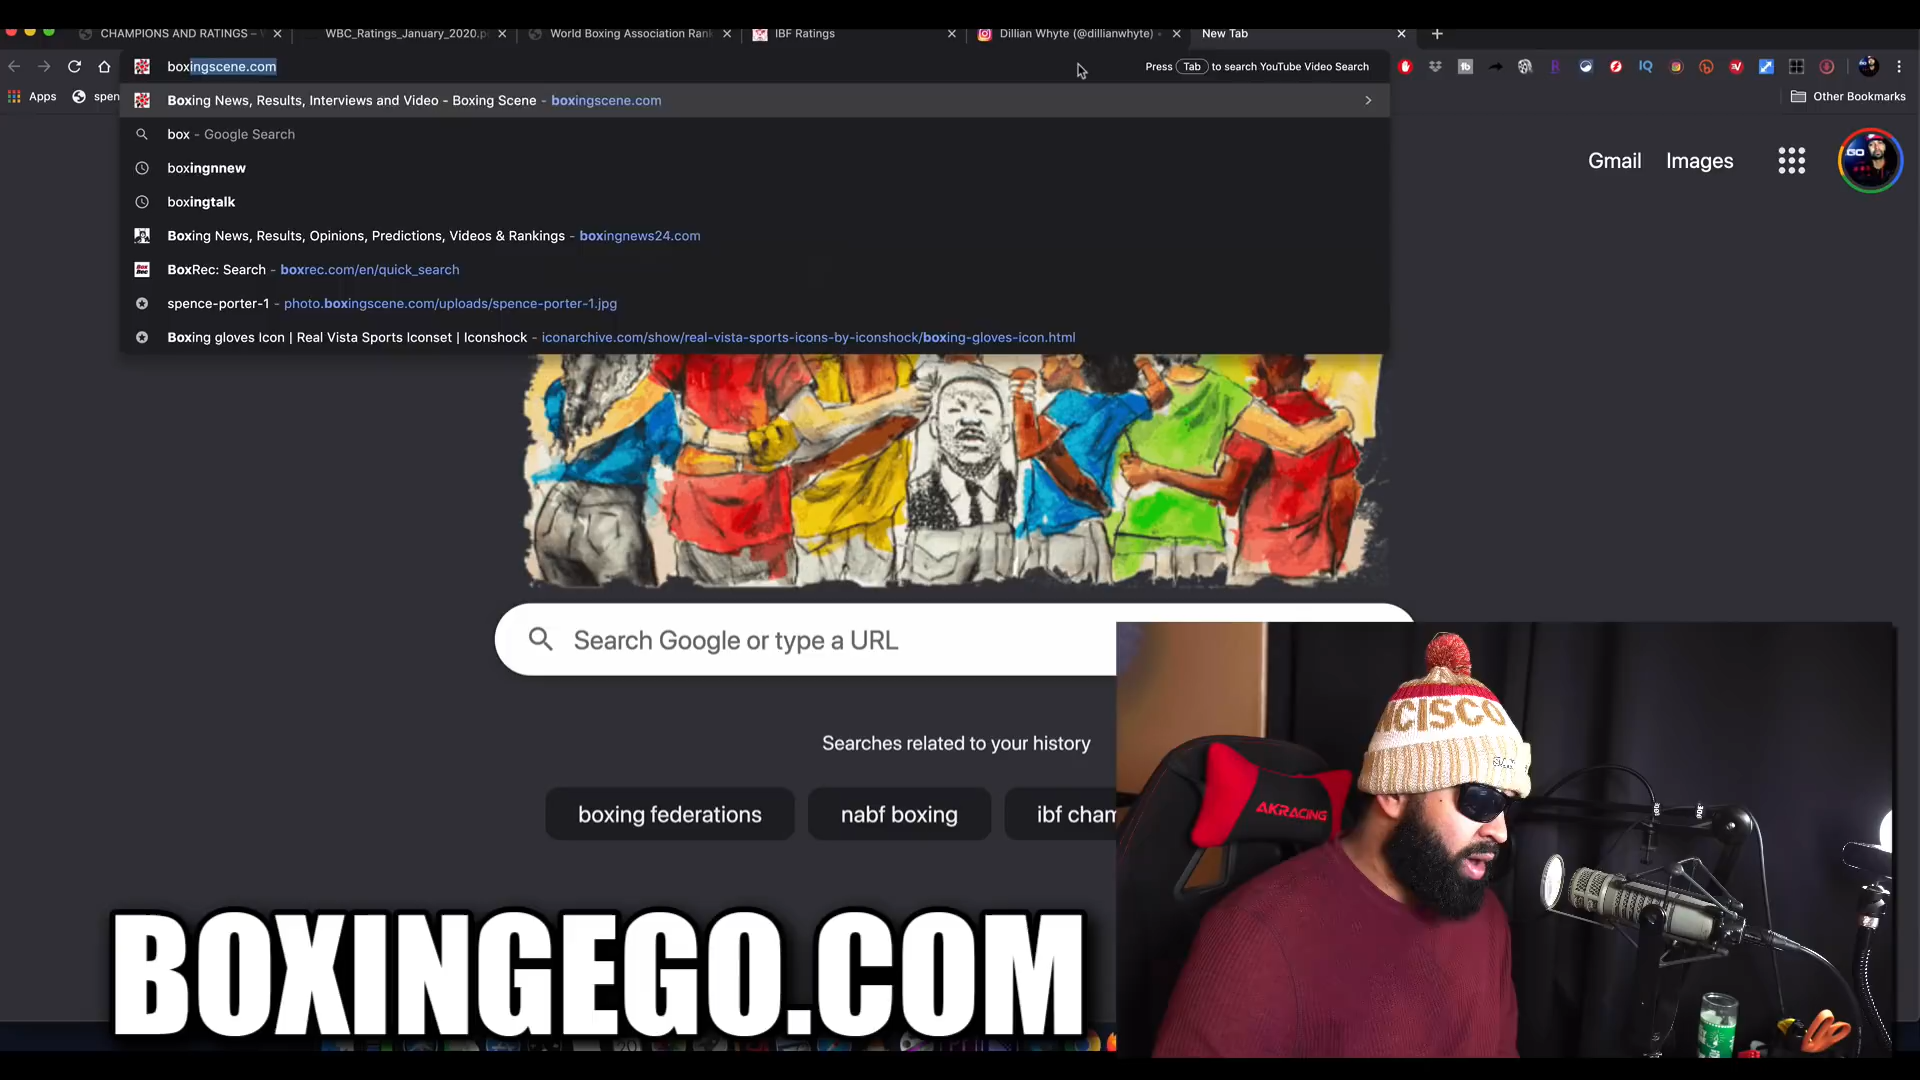 CHAMPIONS AND RATINGS –
WBC_Ratings_January_2020.p
World Boxing Association Rank
IBF Ratings
Dillian Whyte (@dillianwhyte) •
New Tab
boxingscene.com
Press Tab to search YouTube Video Search
Apps
spen
Other Bookmarks
Boxing News, Results, Interviews and Video - Boxing Scene - boxingscene.com
box - Google Search
boxingnnew
boxingtalk
Boxing News, Results, Opinions, Predictions, Videos & Rankings - boxingnews24.com
BoxRec: Search - boxrec.com/en/quick_search
spence-porter-1 - photo.boxingscene.com/uploads/spence-porter-1.jpg
Boxing gloves Icon | Real Vista Sports Iconset | Iconshock - iconarchive.com/show/real-vista-sports-icons-by-iconshock/boxing-gloves-icon.html
Gmail
Images
GO
Search Google or type a URL
Searches related to your history
boxing federations
nabf boxing
ibf cham
CISCO
AKRACING
BOXINGEGO.COM